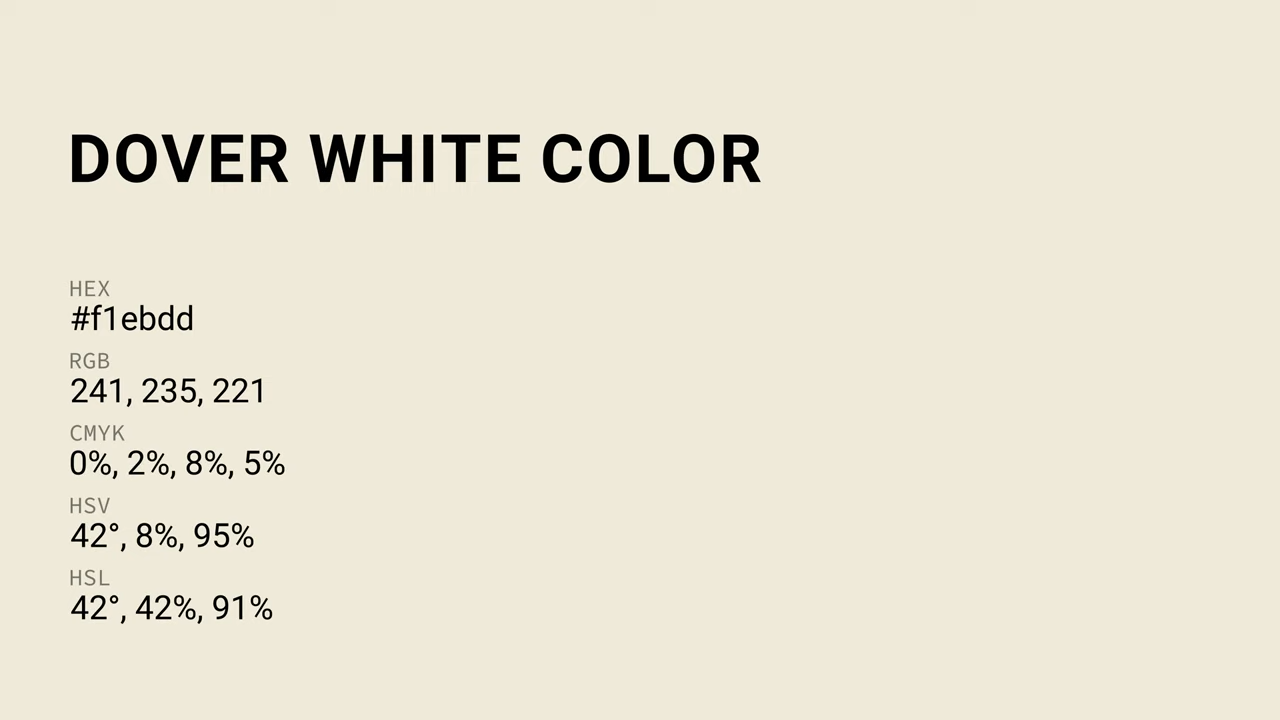 DOVER WHITE COLOR
HEX
#f1ebdd
RGB
241, 235, 221
CMYK
0%, 2%, 8%, 5%
HSV
42°, 8%, 95%
HSL
42°, 42%, 91%